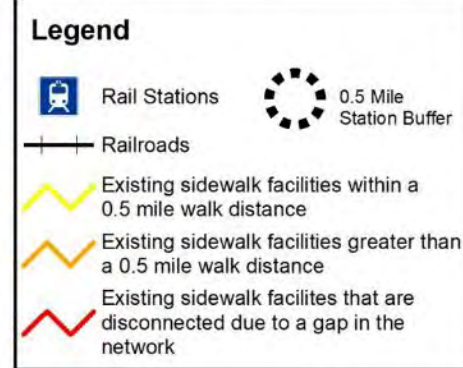 Legend
Rail Stations
0.5 Mile
Station Buffer
Railroads
Existing sidewalk facilities within a
0.5 mile walk distance
Existing sidewalk facilities greater than
a 0.5 mile walk distance
Existing sidewalk facilites that are
disconnected due to a gap in the
network